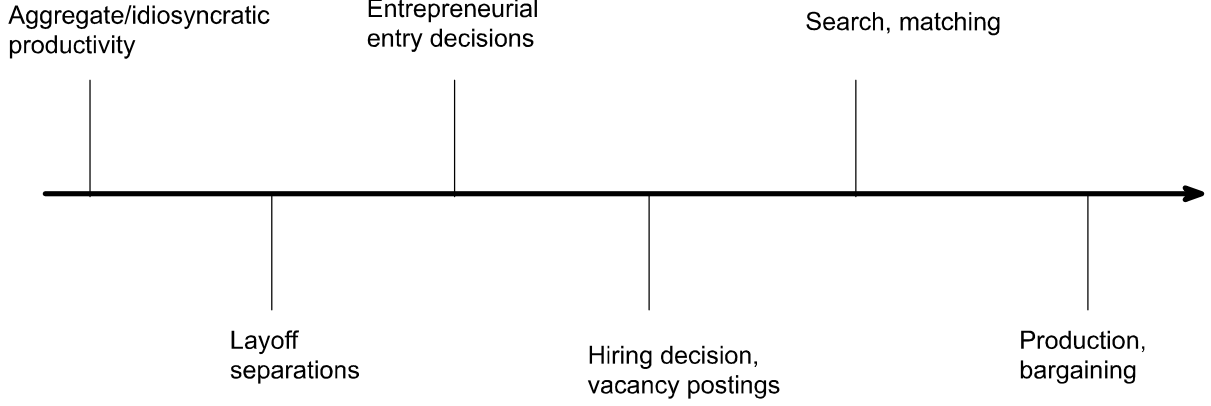 Aggregate/idiosyncratic
productivity
Entrepreneurial
entry decisions
Search, matching
Layoff
separations
Hiring decision,
vacancy postings
Production,
bargaining